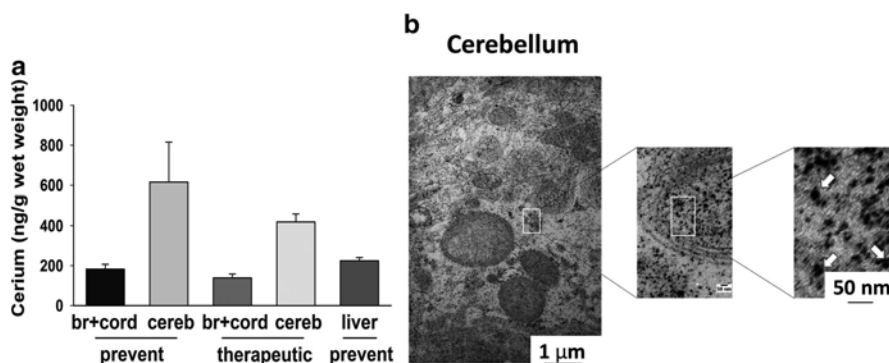 a
Cerium (ng/g wet weight)
1000
800
600
400
200
0
br+cord cereb br+cord cereb liver
prevent therapeutic prevent
b
Cerebellum
1 µm
50 nm